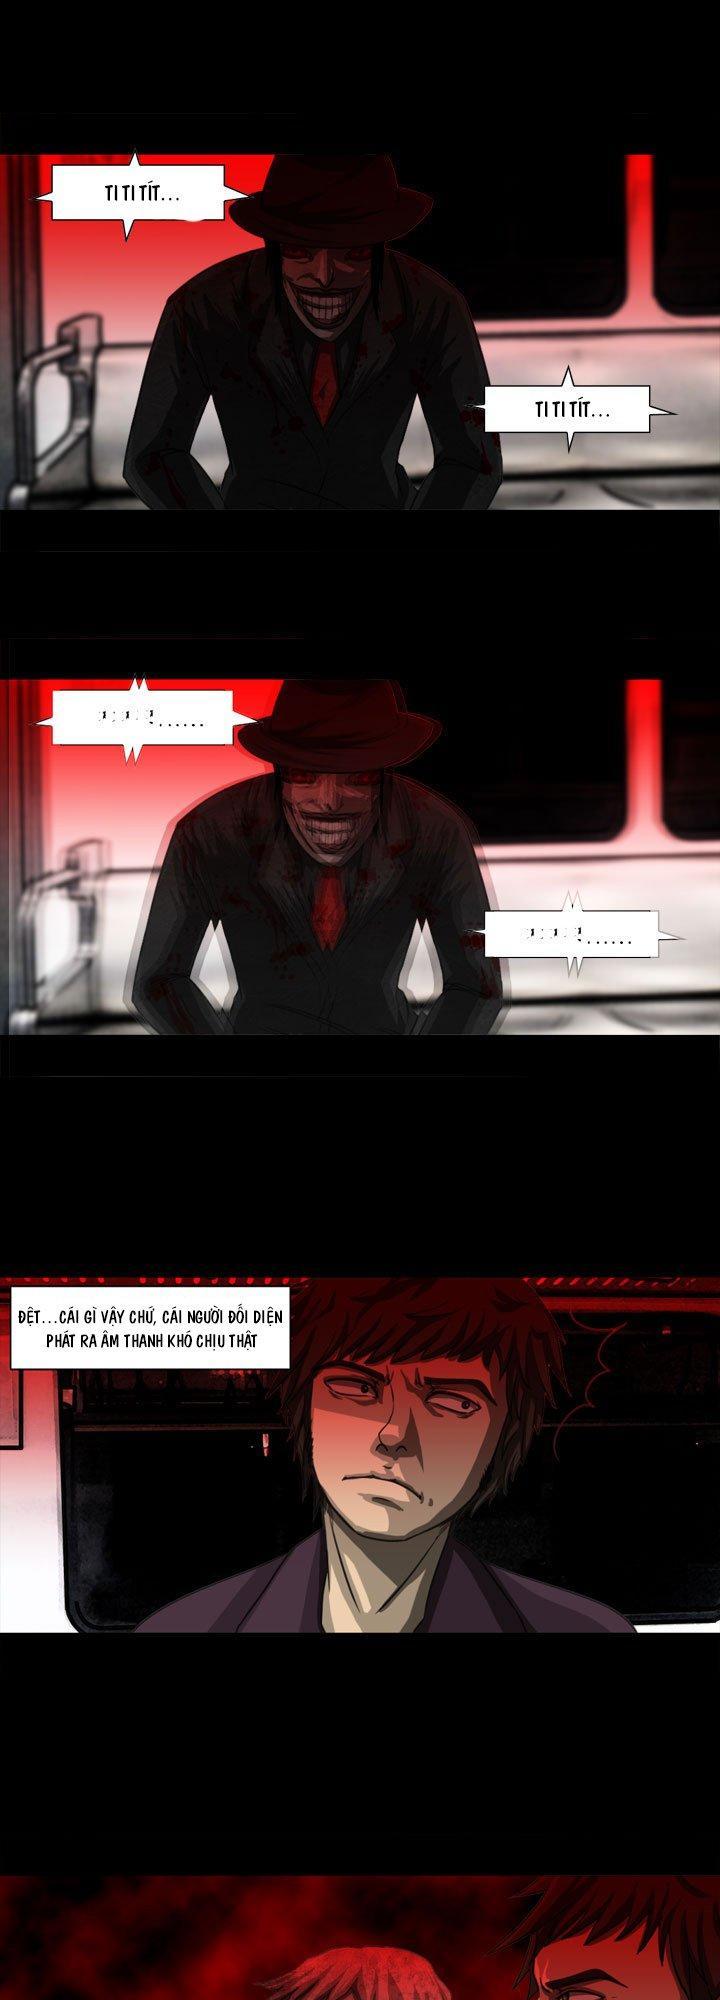 TI TI TÍT...
TI TI TÍT...
ĐỆT...CÁI GÌ VẬY CHỨ, CÁI NGƯỜI ĐỐI DIỆN
PHÁT RA ÂM THANH KHÓ CHỊU THẬT